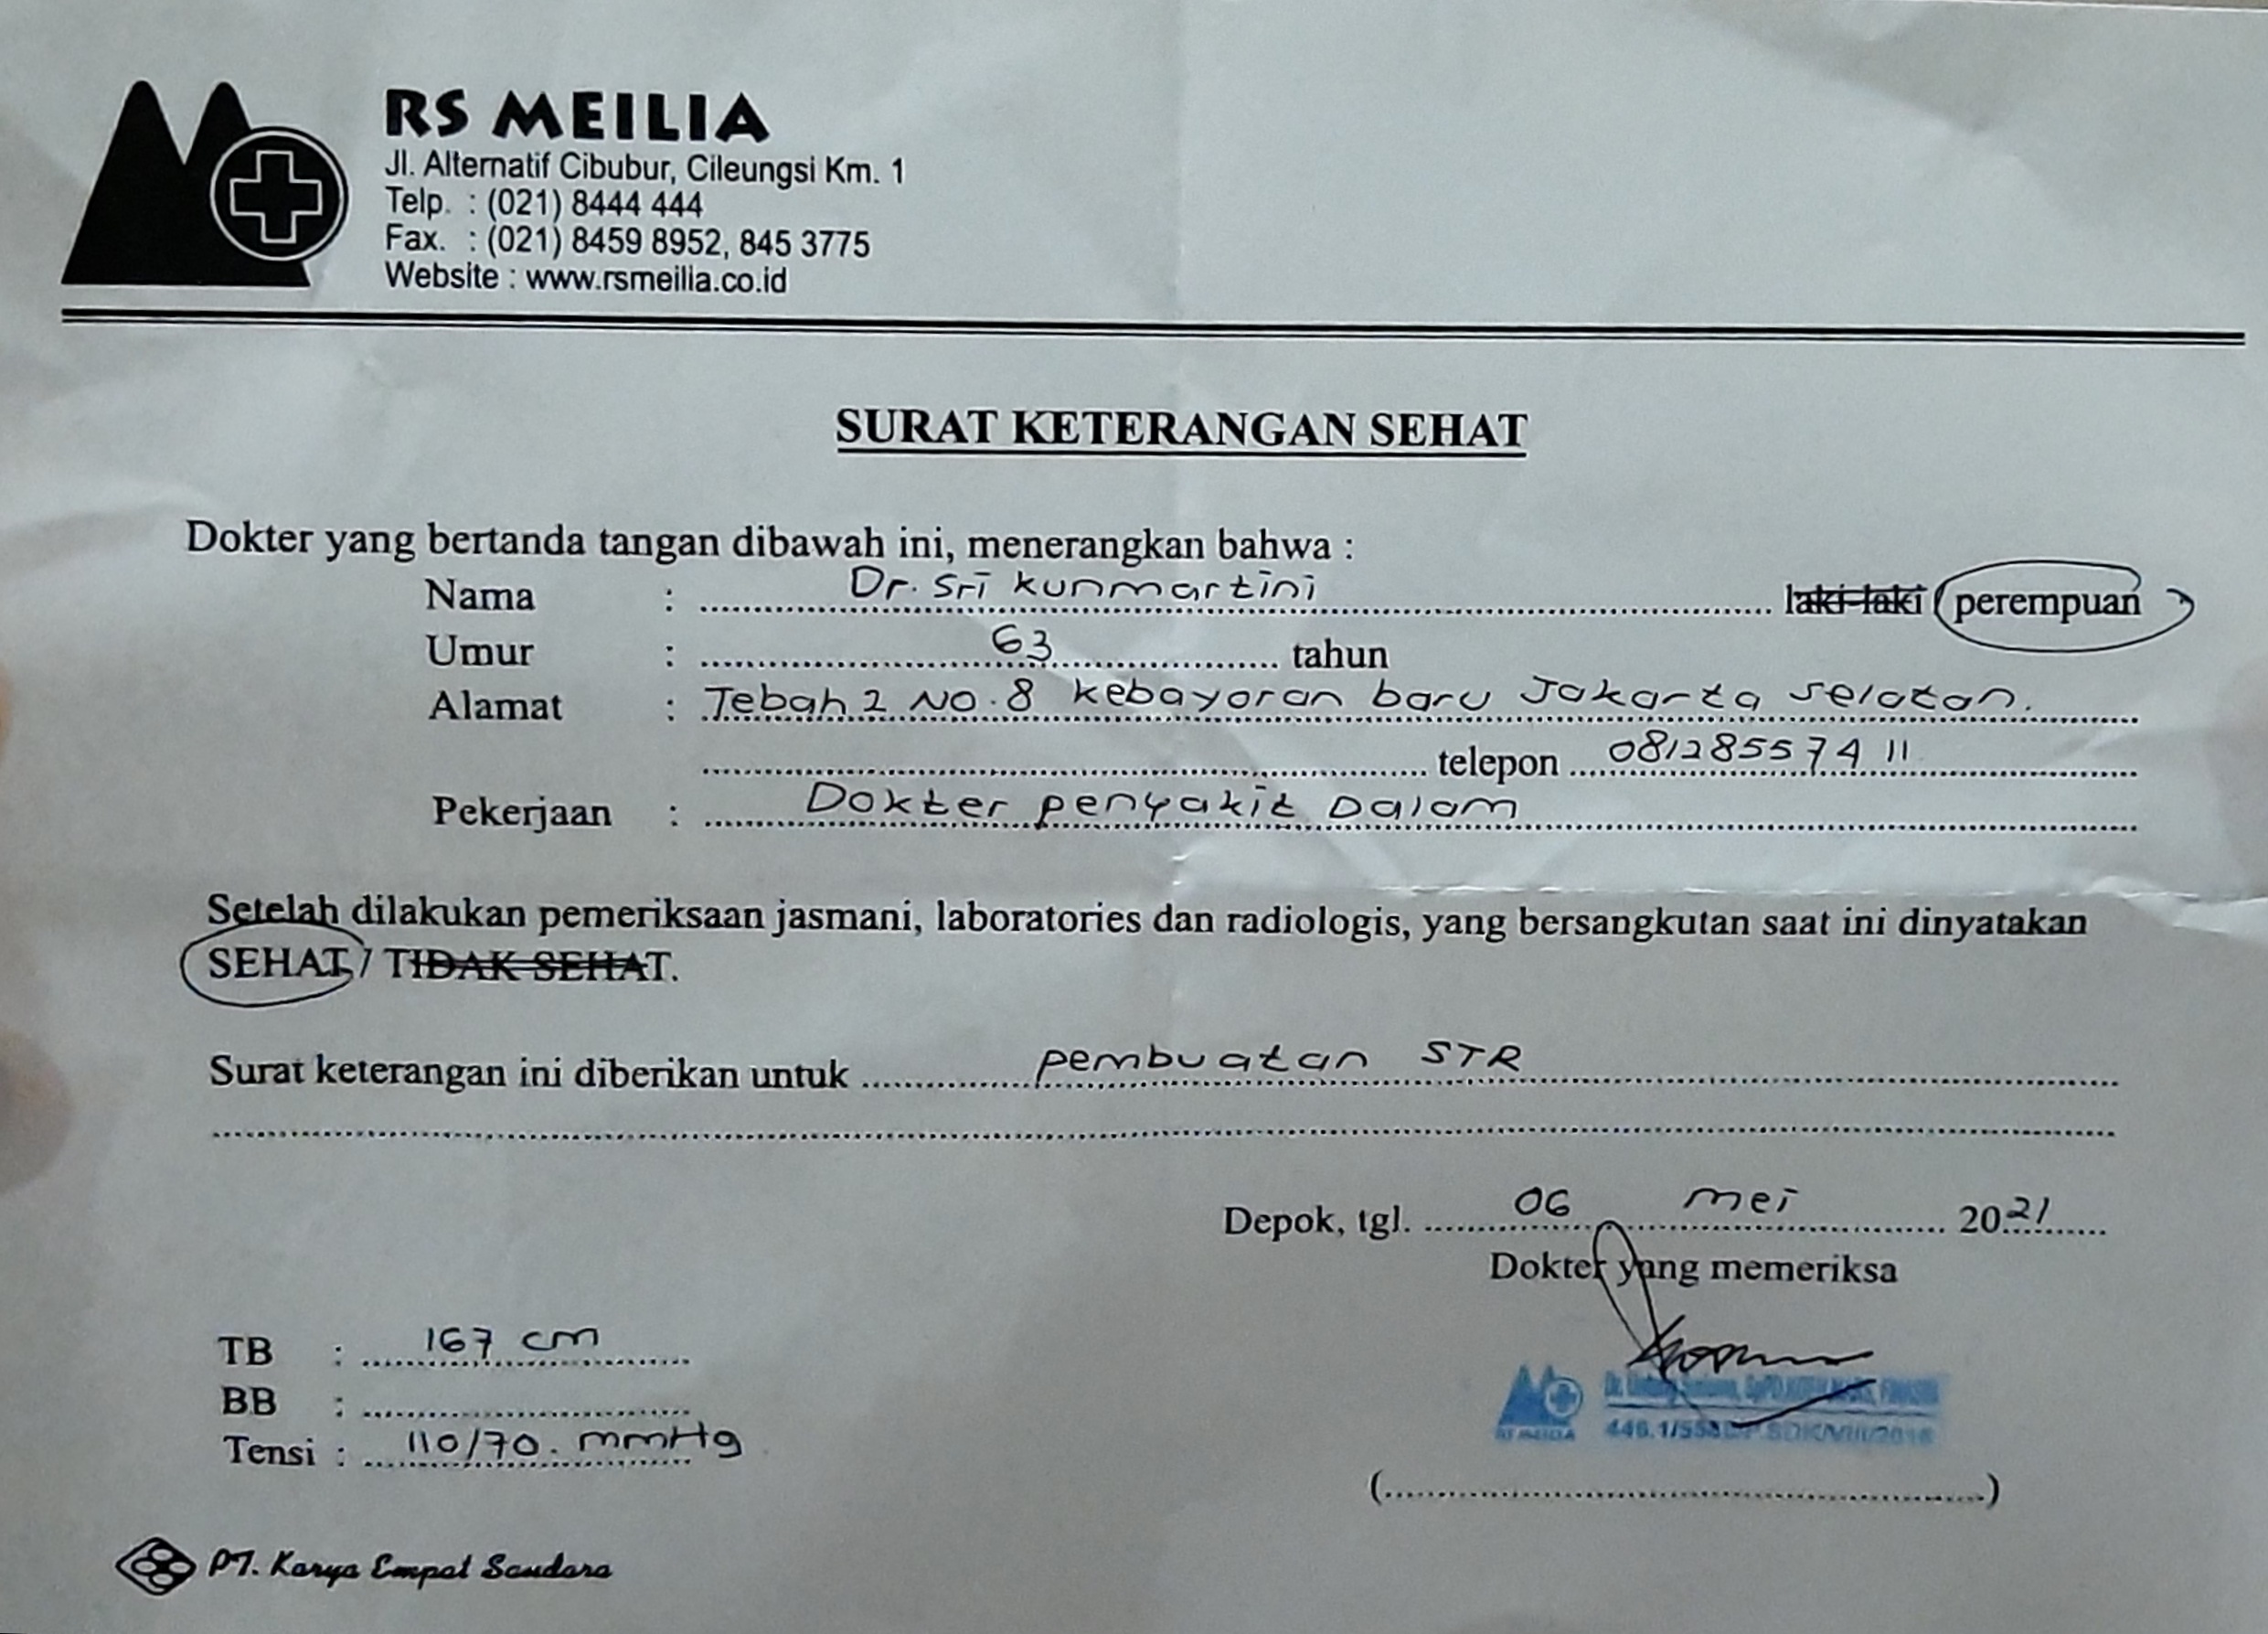 RS MEILIA
Jl. Alternatif Cibubur, Cileungsi Km. 1
Telp. : (021) 8444 444
Fax. : (021) 8459 8952, 845 3775
Website : www.rsmeilia.co.id
SURAT KETERANGAN SEHAT
Dokter yang bertanda tangan dibawah ini, menerangkan bahwa :
Nama : Dr. Sri Kunmartini laki-laki ( perempuan )
Umur : 63 tahun
Alamat : Tebah 2 No. 8 Kebayoran baru Jakarta Selatan.
telepon 08128557411
Pekerjaan : Dokter penyakit Dalam
Setelah dilakukan pemeriksaan jasmani, laboratories dan radiologis, yang bersangkutan saat ini dinyatakan
SEHAT / TIDAK SEHAT.
Surat keterangan ini diberikan untuk pembuatan STR
Depok, tgl. 06 mei 2021
Dokter yang memeriksa
TB : 167 cm
BB :
Tensi : 110/70. mmHg
RS MEILIA
(                    )
PT. Karya Empat Saudara